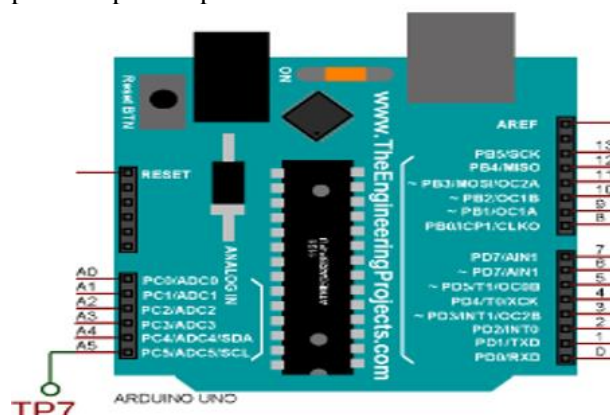 Reset BTN
ON
www.TheEngineeringProjects.com
ANALOG IN
AREF
13
PB5/SCK
12
PB4/MISO
11
~ PB3/MOSI/OC2A
10
~ PB2/OC1B
9
~ PB1/OC1A
8
PB0/ICP1/CLKO
RESET
7
PD7/AIN1
6
~ PD7/AIN1
5
~ PD5/T1/OC0B
4
PD4/T0/XCK
3
~ PD3/INT1/OC2B
2
PD2/INT0
1
PD1/TXD
0
PD0/RXD
A0
PC0/ADC0
A1
PC1/ADC1
A2
PC2/ADC2
A3
PC3/ADC3
A4
PC4/ADC4/SDA
A5
PC5/ADC5/SCL
TP7
ARDUINO UNO